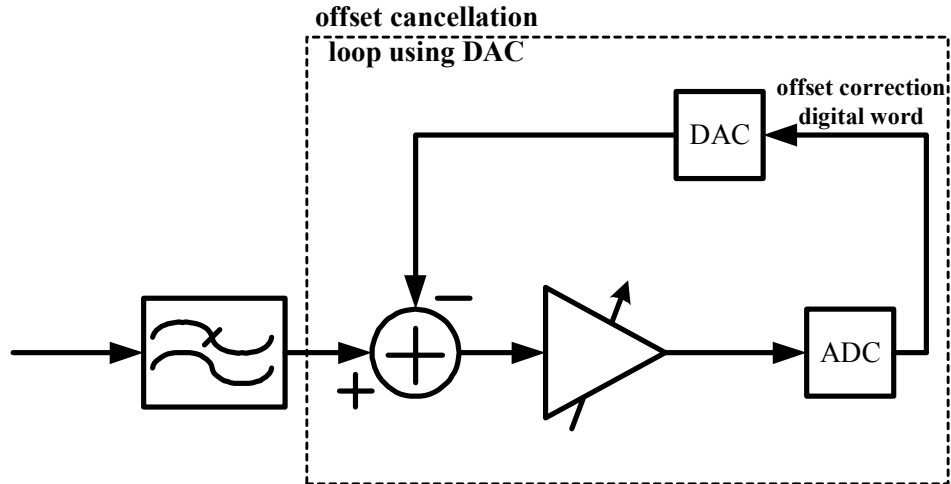 offset cancellation
loop using DAC
offset correction
digital word
DAC
−
+
+
ADC